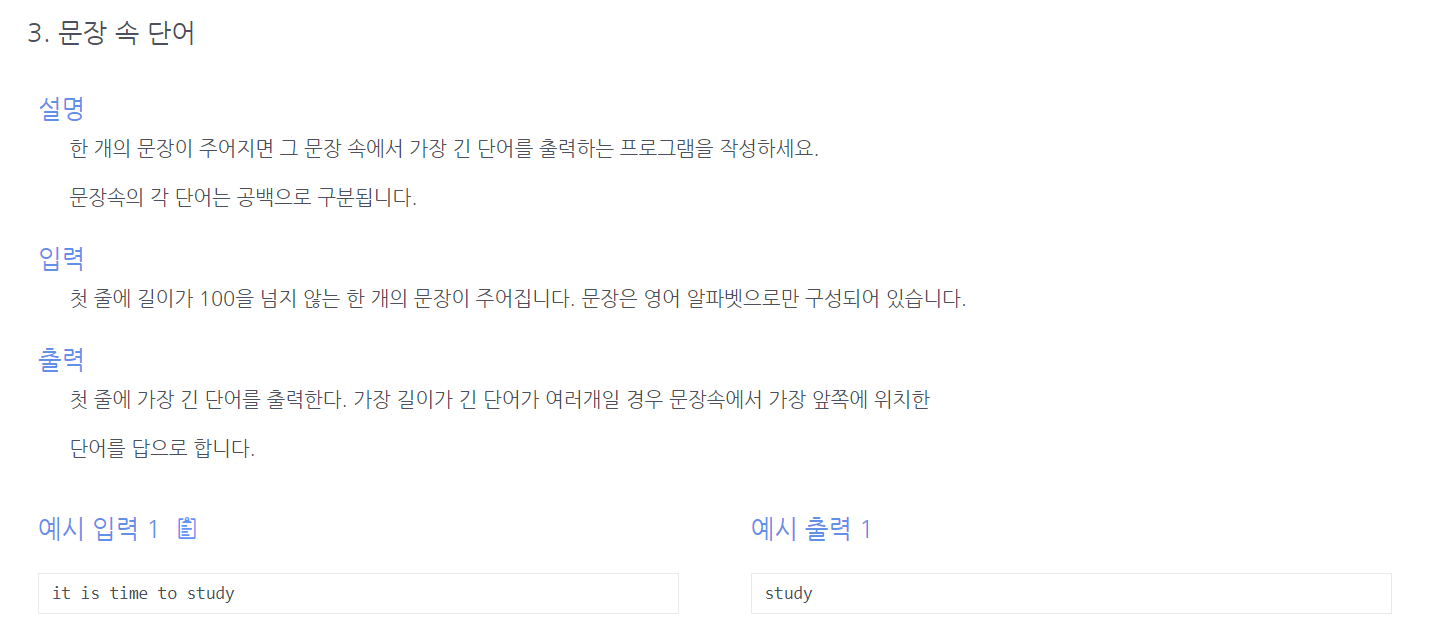 3. 문장 속 단어
설명
한 개의 문장이 주어지면 그 문장 속에서 가장 긴 단어를 출력하는 프로그램을 작성하세요.
문장속의 각 단어는 공백으로 구분됩니다.
입력
첫 줄에 길이가 100을 넘지 않는 한 개의 문장이 주어집니다. 문장은 영어 알파벳으로만 구성되어 있습니다.
출력
첫 줄에 가장 긴 단어를 출력한다. 가장 길이가 긴 단어가 여러개일 경우 문장속에서 가장 앞쪽에 위치한
단어를 답으로 합니다.
예시 입력 1
it is time to study
예시 출력 1
study